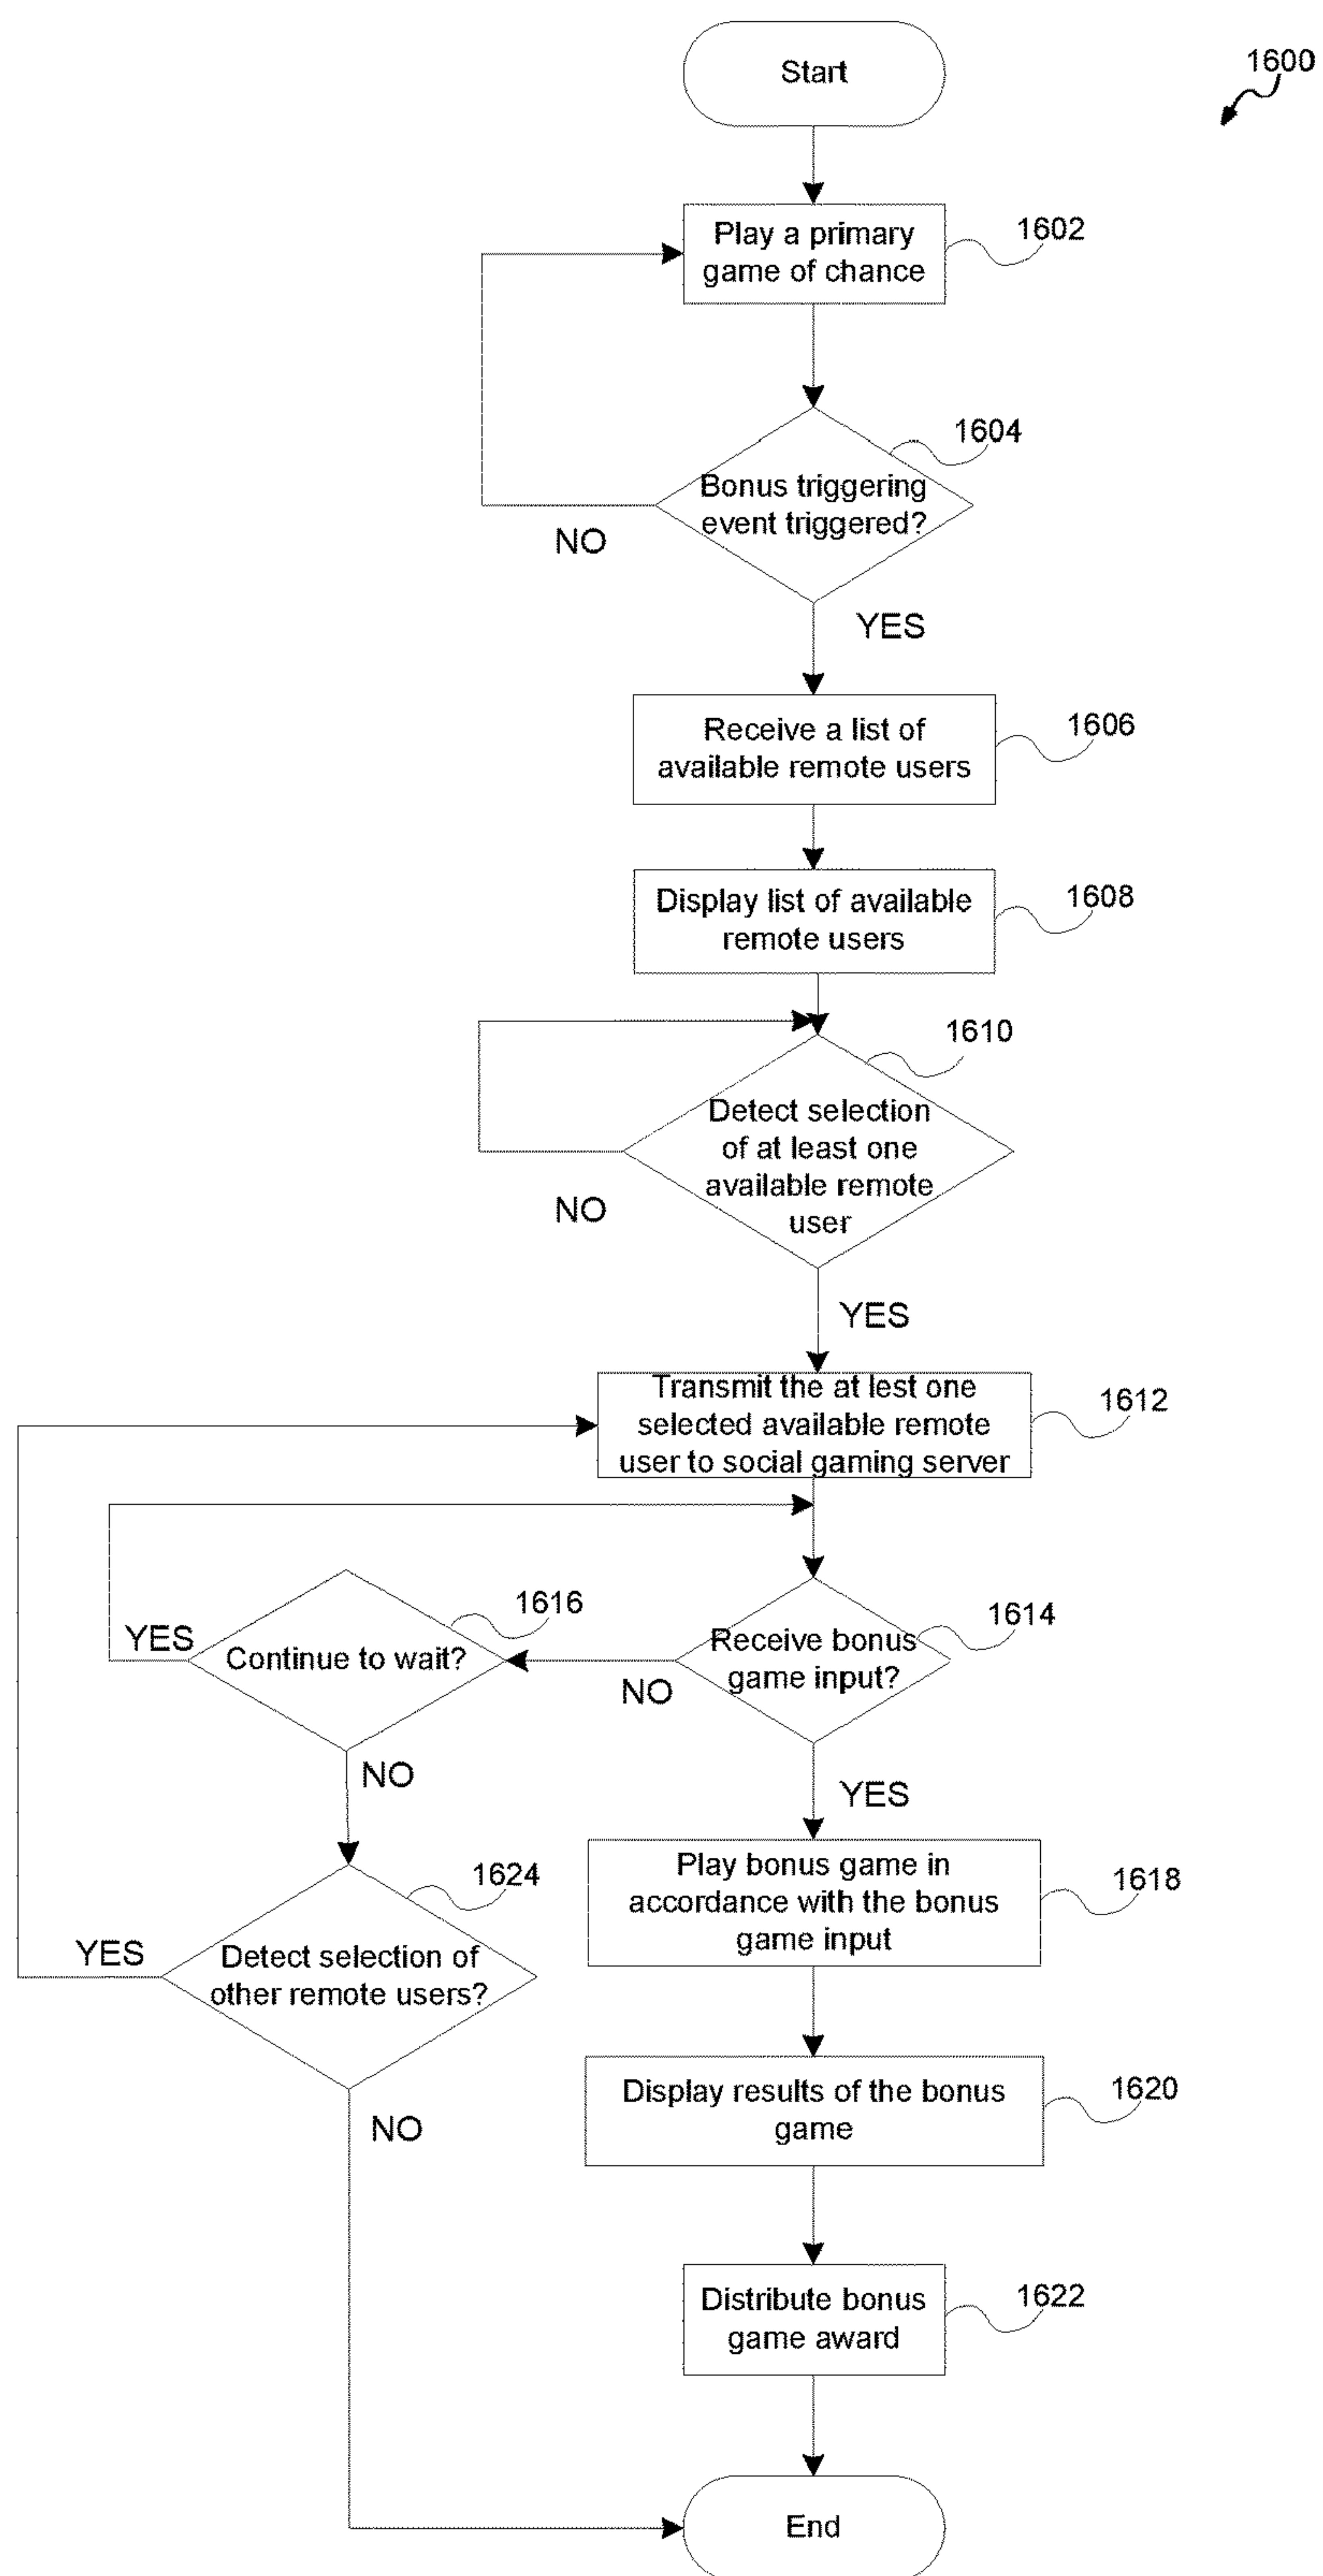 Start
1600
Play a primary
game of chance
1602
1604
Bonus triggering
event triggered?
NO
YES
Receive a list of
available remote users
1606
Display list of available
remote users
1608
1610
Detect selection
of at least one
available remote
user
NO
YES
Transmit the at lest one
selected available remote
user to social gaming server
1612
1616
Continue to wait?
YES
NO
1614
Receive bonus
game input?
NO
YES
1624
Detect selection of
other remote users?
YES
NO
Play bonus game in
accordance with the bonus
game input
1618
Display results of the bonus
game
1620
Distribute bonus
game award
1622
End